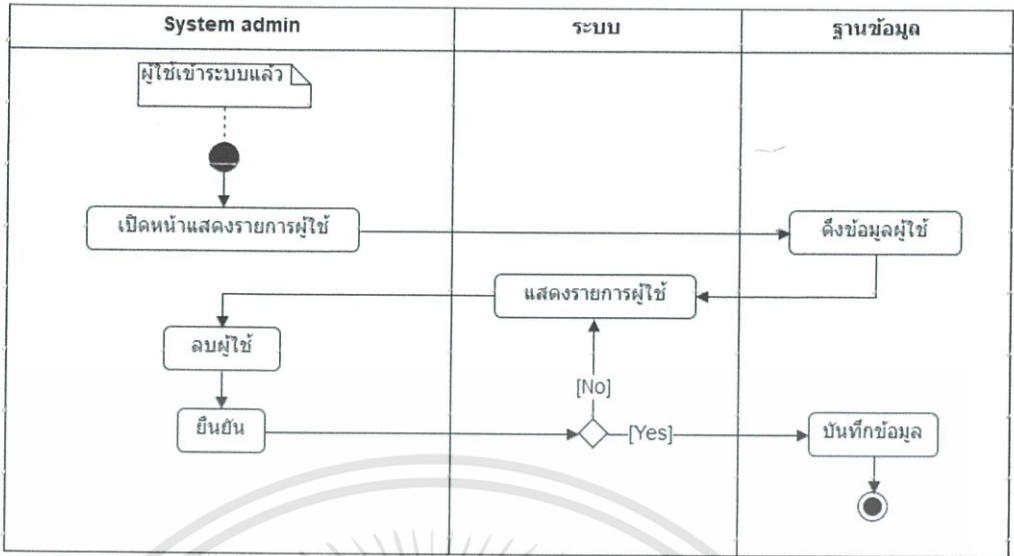 System admin
ระบบ
ฐานข้อมูล
ผู้ใช้เข้าระบบแล้ว
เปิดหน้าแสดงรายการผู้ใช้
ดึงข้อมูลผู้ใช้
แสดงรายการผู้ใช้
ลบผู้ใช้
[No]
ยืนยัน
[Yes]
บันทึกข้อมูล